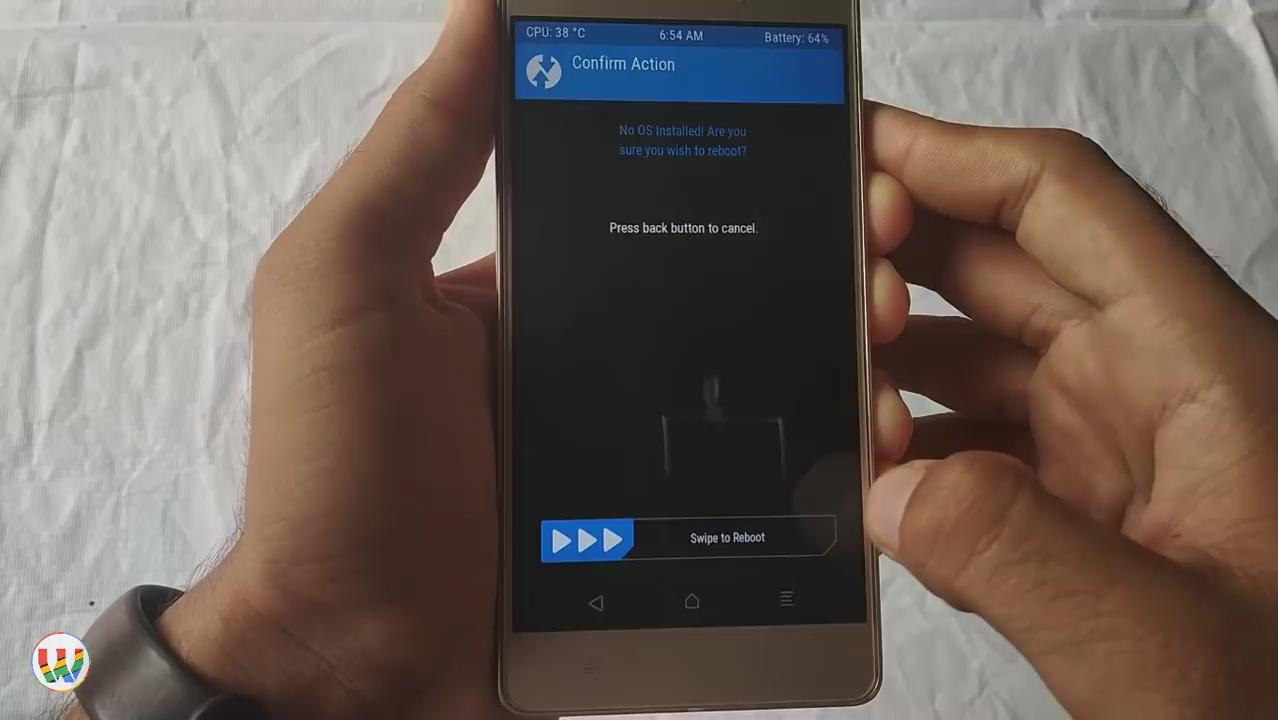 CPU: 38 °C 6:54 AM Battery: 64%
Confirm Action
No OS Installed! Are you
sure you wish to reboot?
Press back button to cancel.
Swipe to Reboot
W